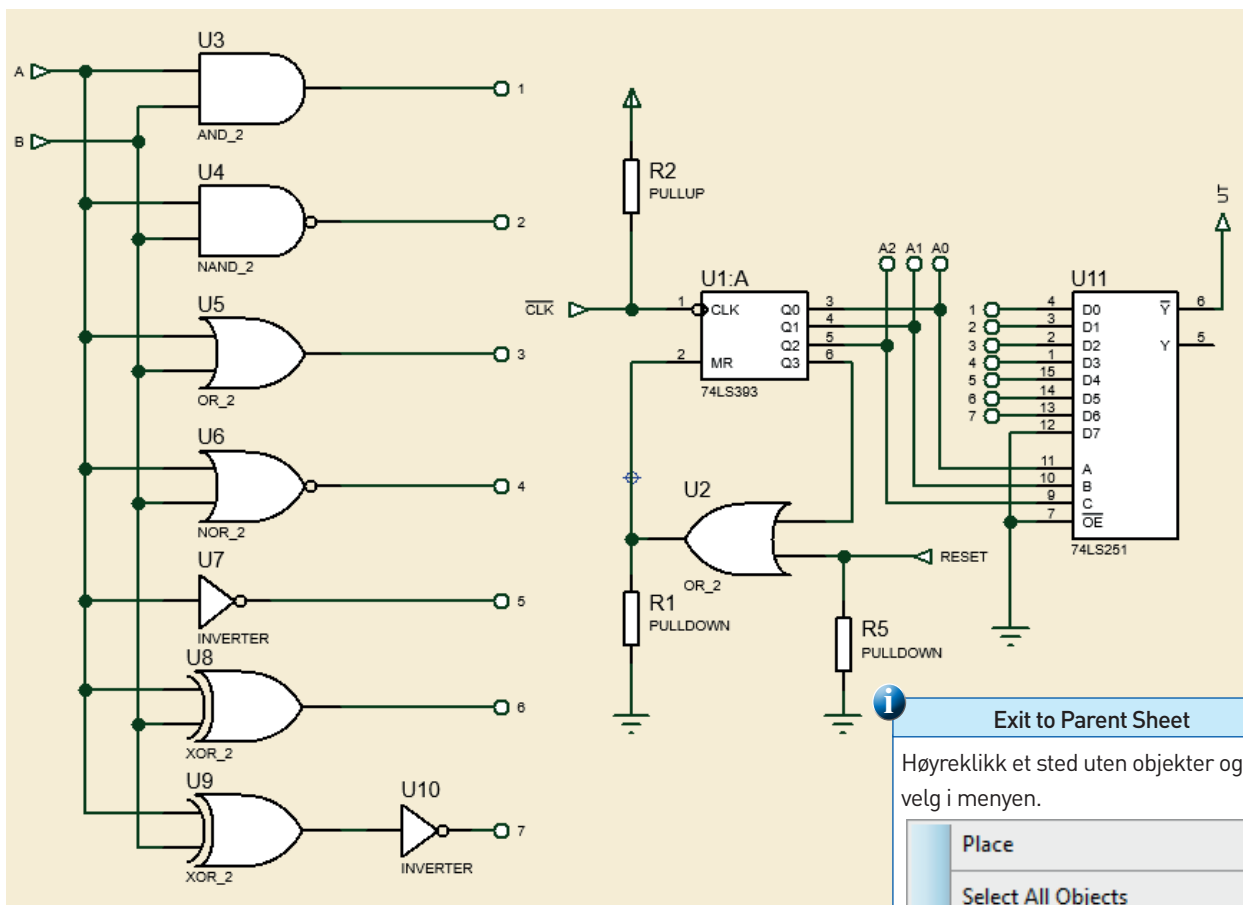 A
B
U3
AND_2
1
U4
NAND_2
2
U5
OR_2
3
U6
NOR_2
4
U7
INVERTER
5
U8
XOR_2
6
U9
XOR_2
U10
INVERTER
7
R2
PULLUP
CLK
U1:A
1 CLK Q0 3
Q1 4
Q2 5
2 MR Q3 6
74LS393
A2 A1 A0
U2
OR_2
RESET
R1
PULLDOWN
R5
PULLDOWN
UT
U11
1 4 D0 Y 6
2 3 D1
3 2 D2 Y 5
4 1 D3
5 15 D4
6 14 D5
7 13 D6
12 D7
11 A
10 B
9 C
7 OE
74LS251
i
Exit to Parent Sheet
Høyreklikk et sted uten objekter og
velg i menyen.
Place
Select All Objects